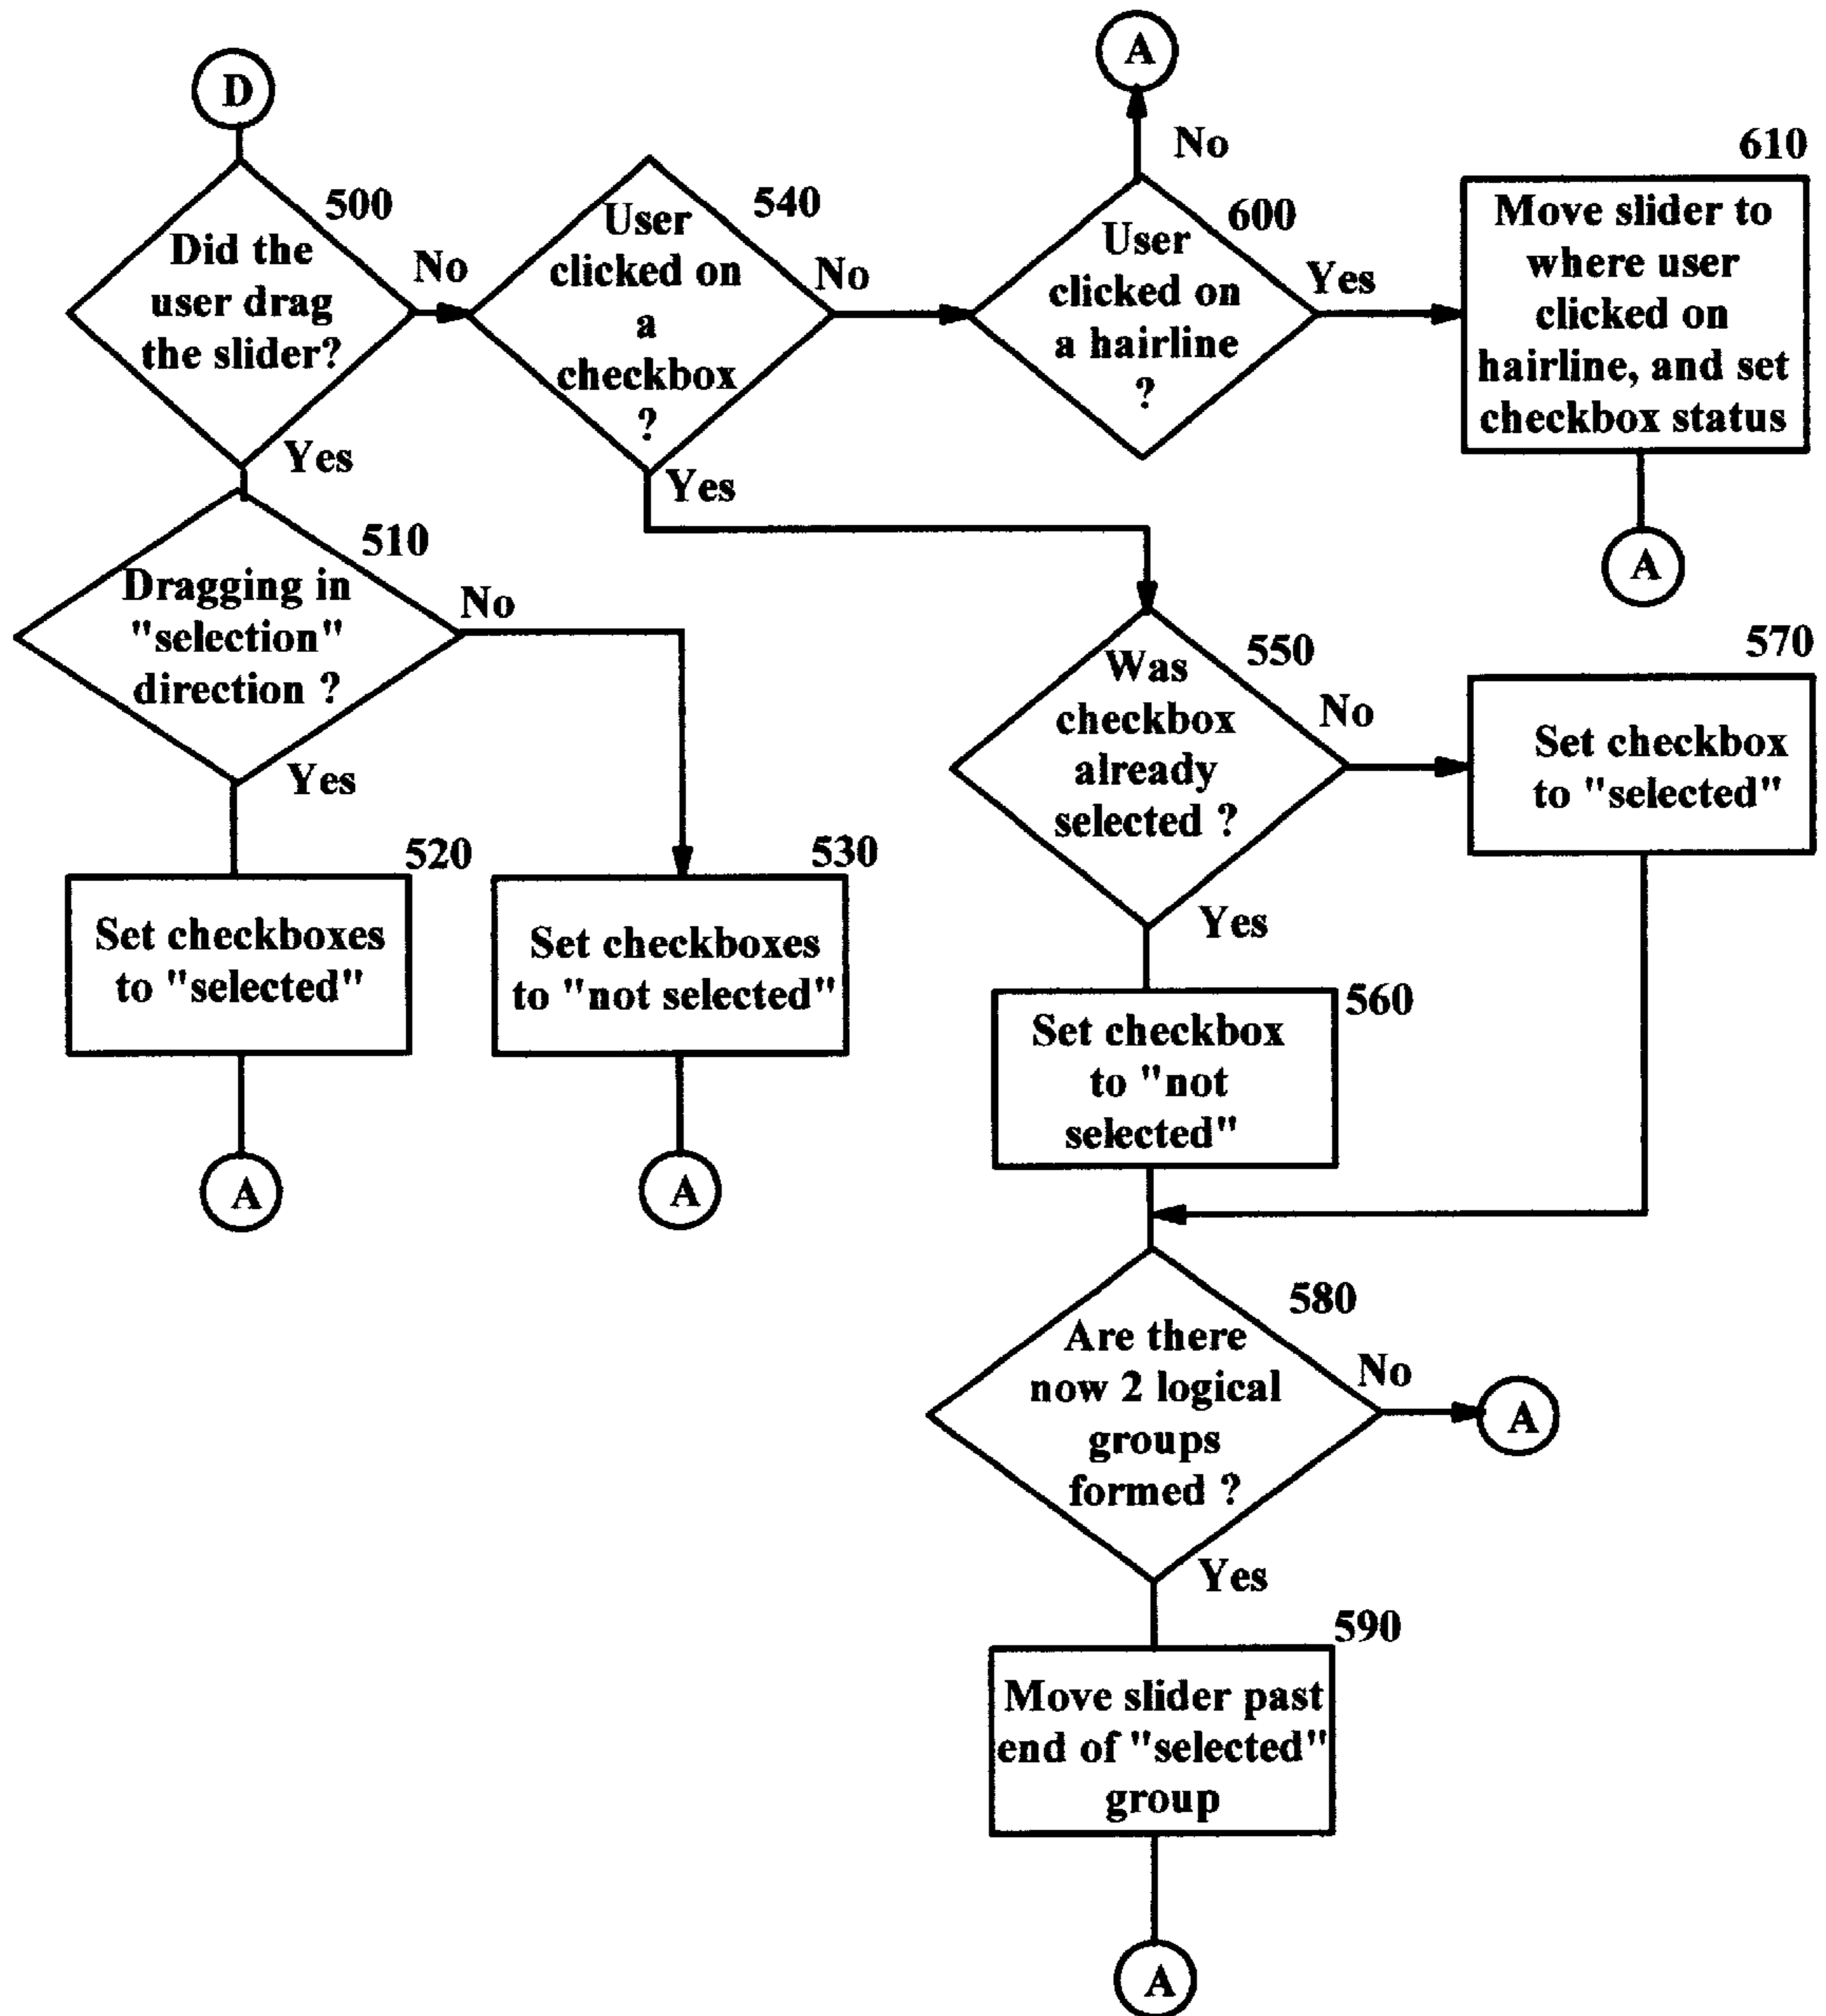 D
500
Did the
user drag
the slider?
No
Yes
540
User
clicked on
a
checkbox
?
No
Yes
A
No
600
User
clicked on
a hairline
?
Yes
610
Move slider to
where user
clicked on
hairline, and set
checkbox status
A
510
Dragging in
"selection"
direction ?
No
Yes
520
Set checkboxes
to "selected"
A
530
Set checkboxes
to "not selected"
A
550
Was
checkbox
already
selected ?
No
Yes
570
Set checkbox
to "selected"
560
Set checkbox
to "not
selected"
580
Are there
now 2 logical
groups
formed ?
No
A
Yes
590
Move slider past
end of "selected"
group
A